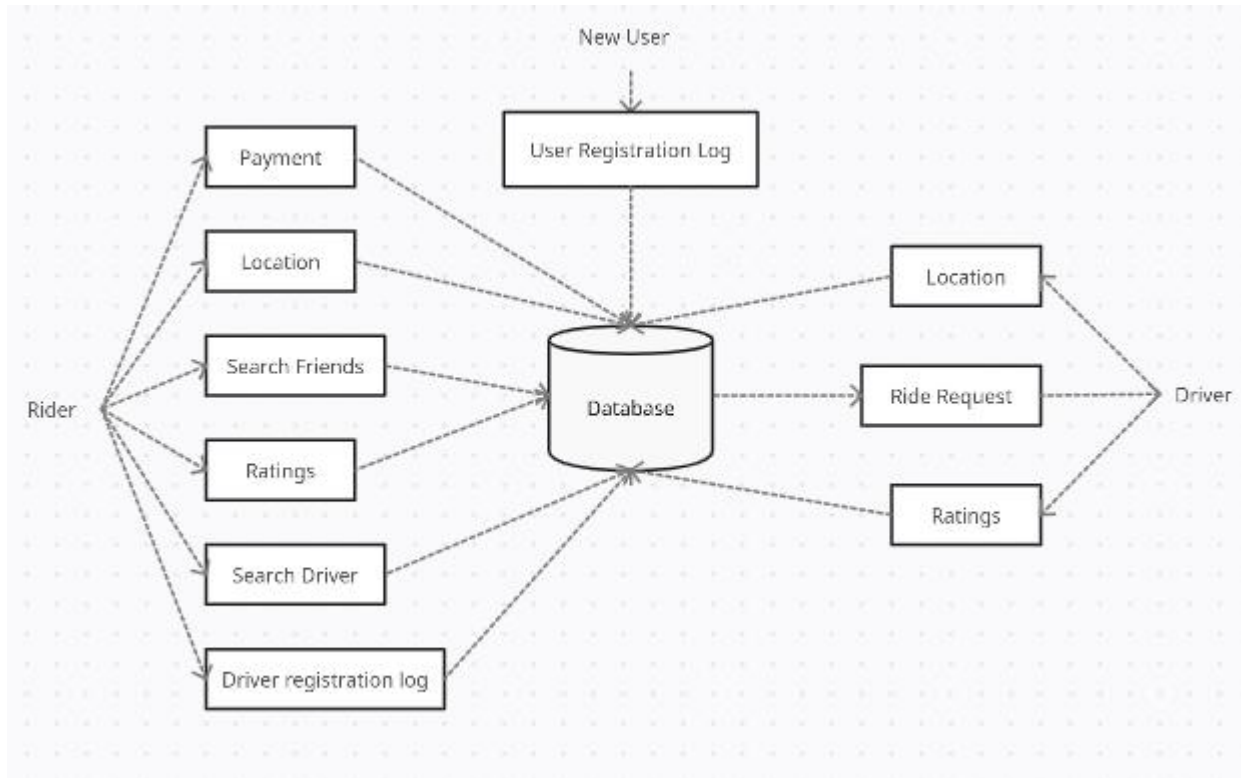 New User
User Registration Log
Payment
Location
Search Friends
Ratings
Search Driver
Driver registration log
Rider
Database
Location
Ride Request
Ratings
Driver